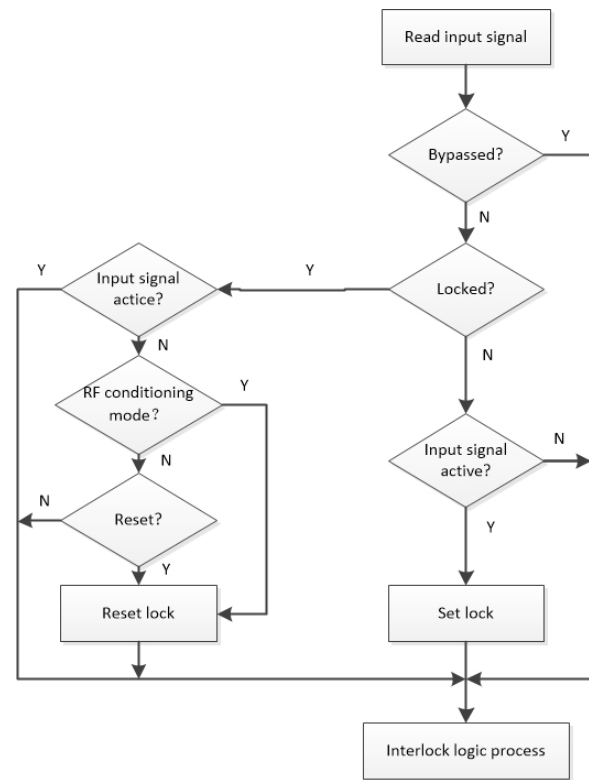 Read input signal
Bypassed?
Y
N
Input signal
actice?
Y
Y
Locked?
N
N
RF conditioning
mode?
Y
Input signal
active?
N
N
N
Reset?
Y
Y
Reset lock
Set lock
Interlock logic process